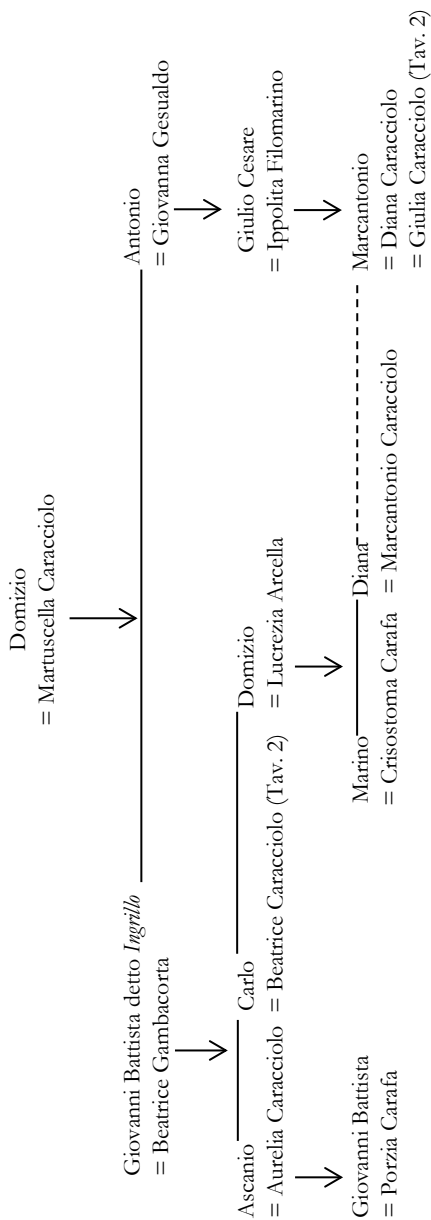 Domizio
= Martuscella Caracciolo
Giovanni Battista detto Ingrillo
= Beatrice Gambacorta
Antonio
= Giovanna Gesualdo
Ascanio
= Aurelia Caracciolo
Carlo
= Beatrice Caracciolo (Tav. 2)
Domizio
= Lucrezia Arcella
Giulio Cesare
= Ippolita Filomarino
Giovanni Battista
= Porzia Carafa
Marino
= Crisostoma Carafa
Diana
= Marcantonio Caracciolo
Marcantonio
= Diana Caracciolo
= Giulia Caracciolo (Tav. 2)